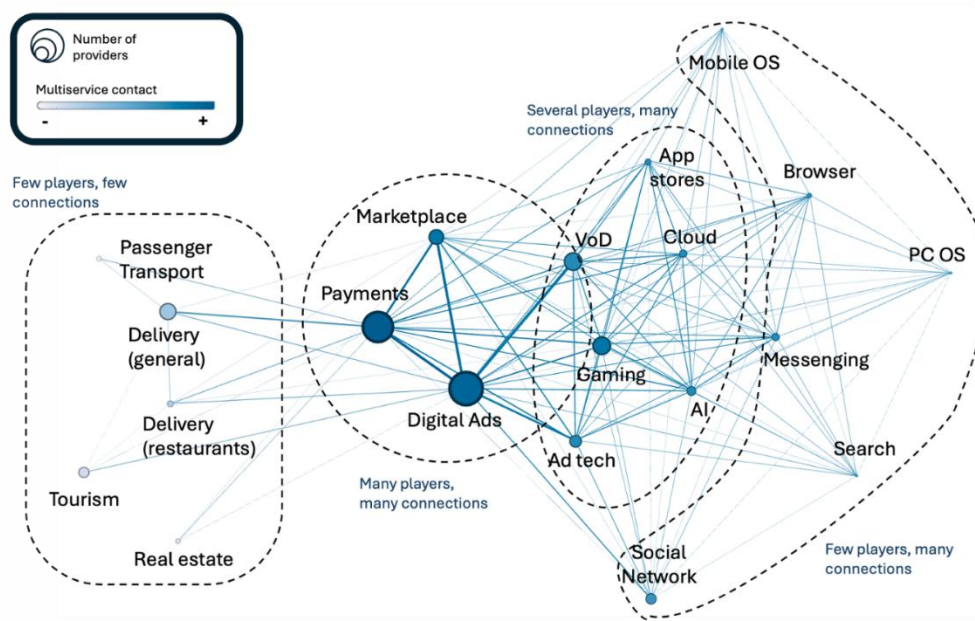 Number of
providers
Multiservice contact
-
+
Mobile OS
Several players, many
connections
App
stores
Browser
Few players, few
connections
Marketplace
Passenger
Transport
VoD
Cloud
PC OS
Payments
Delivery
(general)
Messenging
Gaming
Digital Ads
AI
Delivery
(restaurants)
Ad tech
Search
Tourism
Many players,
many connections
Real estate
Social
Network
Few players, many
connections